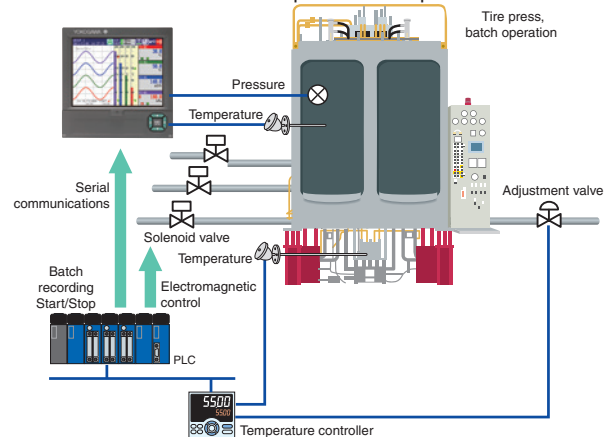 Tire press,
batch operation
YOKOGAWA
Pressure
Temperature
Serial
communications
Adjustment valve
Solenoid valve
Temperature
Batch
recording
Start/Stop
Electromagnetic
control
PLC
5500
5500
Temperature controller